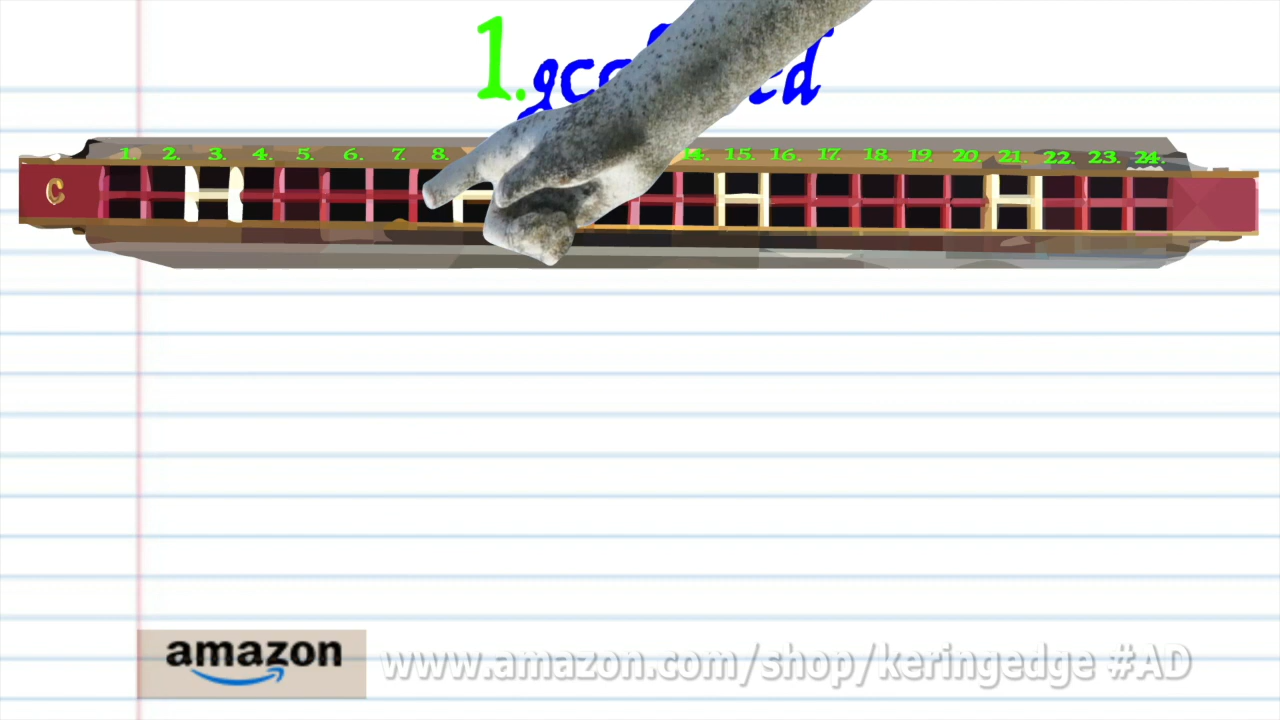 1.
1. 2. 3. 4. 5. 6. 7. 8. 14. 15. 16. 17. 18. 19. 20. 21. 22. 23. 24.
C
amazon www.amazon.com/shop/keringedge #AD